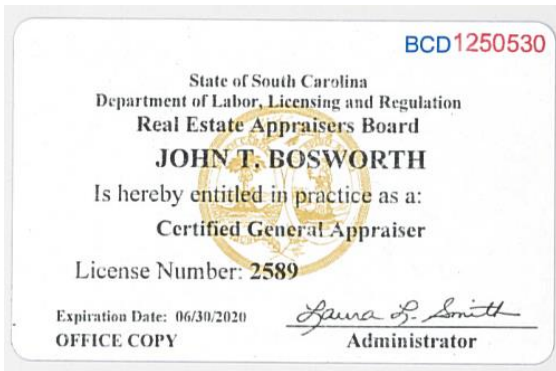 BCD1250530
State of South Carolina
Department of Labor, Licensing and Regulation
Real Estate Appraisers Board
JOHN T. BOSWORTH
Is hereby entitled in practice as a:
Certified General Appraiser
License Number: 2589
Expiration Date: 06/30/2020
OFFICE COPY
Laura L. Smith
Administrator